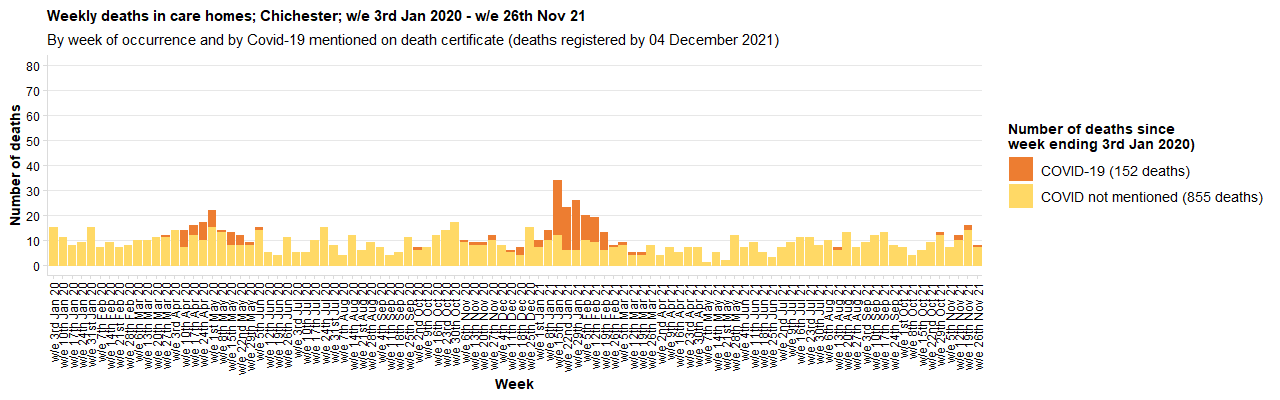 Weekly deaths in care homes; Chichester; w/e 3rd Jan 2020 - w/e 26th Nov 21
By week of occurrence and by Covid-19 mentioned on death certificate (deaths registered by 04 December 2021)
Number of deaths
80
70
60
50
40
30
20
10
0
w/e 3rd Jan 20
w/e 10th Jan 20
w/e 17th Jan 20
w/e 24th Jan 20
w/e 31st Jan 20
w/e 7th Feb 20
w/e 14th Feb 20
w/e 21st Feb 20
w/e 28th Feb 20
w/e 6th Mar 20
w/e 13th Mar 20
w/e 20th Mar 20
w/e 27th Mar 20
w/e 3rd Apr 20
w/e 10th Apr 20
w/e 17th Apr 20
w/e 24th Apr 20
w/e 1st May 20
w/e 8th May 20
w/e 15th May 20
w/e 22nd May 20
w/e 29th May 20
w/e 5th Jun 20
w/e 12th Jun 20
w/e 19th Jun 20
w/e 26th Jun 20
w/e 3rd Jul 20
w/e 10th Jul 20
w/e 17th Jul 20
w/e 24th Jul 20
w/e 31st Jul 20
w/e 7th Aug 20
w/e 14th Aug 20
w/e 21st Aug 20
w/e 28th Aug 20
w/e 4th Sep 20
w/e 11th Sep 20
w/e 18th Sep 20
w/e 25th Sep 20
w/e 2nd Oct 20
w/e 9th Oct 20
w/e 16th Oct 20
w/e 23rd Oct 20
w/e 30th Oct 20
w/e 6th Nov 20
w/e 13th Nov 20
w/e 20th Nov 20
w/e 27th Nov 20
w/e 4th Dec 20
w/e 11th Dec 20
w/e 18th Dec 20
w/e 25th Dec 20
w/e 1st Jan 21
w/e 8th Jan 21
w/e 15th Jan 21
w/e 22nd Jan 21
w/e 29th Jan 21
w/e 5th Feb 21
w/e 12th Feb 21
w/e 19th Feb 21
w/e 26th Feb 21
w/e 5th Mar 21
w/e 12th Mar 21
w/e 19th Mar 21
w/e 26th Mar 21
w/e 2nd Apr 21
w/e 9th Apr 21
w/e 16th Apr 21
w/e 23rd Apr 21
w/e 30th Apr 21
w/e 7th May 21
w/e 14th May 21
w/e 21st May 21
w/e 28th May 21
w/e 4th Jun 21
w/e 11th Jun 21
w/e 18th Jun 21
w/e 25th Jun 21
w/e 2nd Jul 21
w/e 9th Jul 21
w/e 16th Jul 21
w/e 23rd Jul 21
w/e 30th Jul 21
w/e 6th Aug 21
w/e 13th Aug 21
w/e 20th Aug 21
w/e 27th Aug 21
w/e 3rd Sep 21
w/e 10th Sep 21
w/e 17th Sep 21
w/e 24th Sep 21
w/e 1st Oct 21
w/e 8th Oct 21
w/e 15th Oct 21
w/e 22nd Oct 21
w/e 29th Oct 21
w/e 5th Nov 21
w/e 12th Nov 21
w/e 19th Nov 21
w/e 26th Nov 21
Week
Number of deaths since
week ending 3rd Jan 2020)
COVID-19 (152 deaths)
COVID not mentioned (855 deaths)